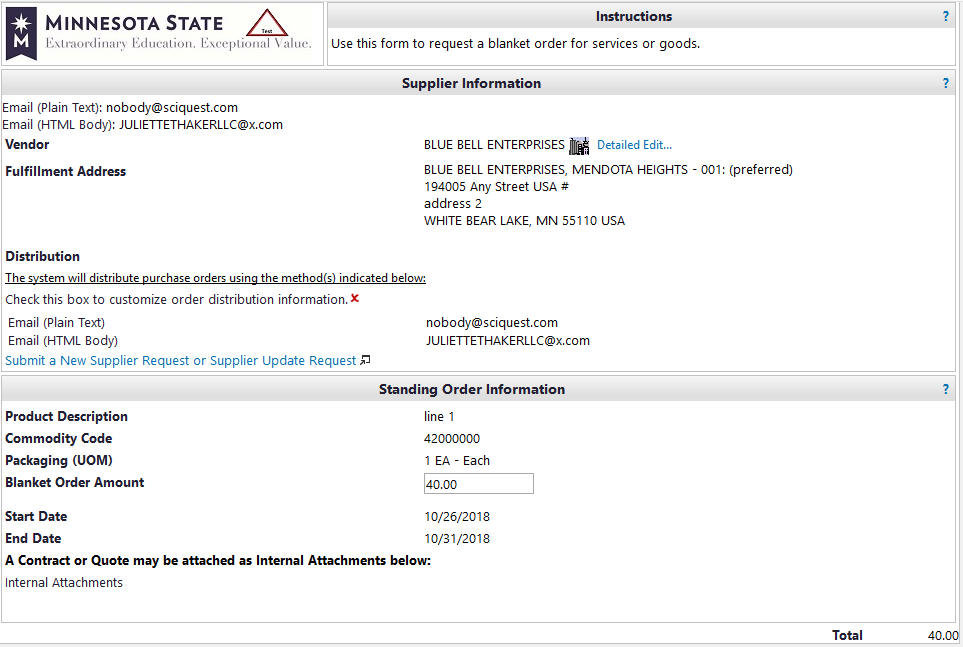 MINNESOTA STATE
Extraordinary Education. Exceptional Value.
Test
M
Instructions ?
Use this form to request a blanket order for services or goods.
Supplier Information ?
Email (Plain Text): nobody@sciquest.com
Email (HTML Body): JULIETTETHAKERLLC@x.com
Vendor BLUE BELL ENTERPRISES Detailed Edit...
Fulfillment Address BLUE BELL ENTERPRISES, MENDOTA HEIGHTS - 001: (preferred)
194005 Any Street USA #
address 2
WHITE BEAR LAKE, MN 55110 USA
Distribution
The system will distribute purchase orders using the method(s) indicated below:
Check this box to customize order distribution information.
Email (Plain Text) nobody@sciquest.com
Email (HTML Body) JULIETTETHAKERLLC@x.com
Submit a New Supplier Request or Supplier Update Request
Standing Order Information ?
Product Description line 1
Commodity Code 42000000
Packaging (UOM) 1 EA - Each
Blanket Order Amount 40.00
Start Date 10/26/2018
End Date 10/31/2018
A Contract or Quote may be attached as Internal Attachments below:
Internal Attachments
Total 40.00